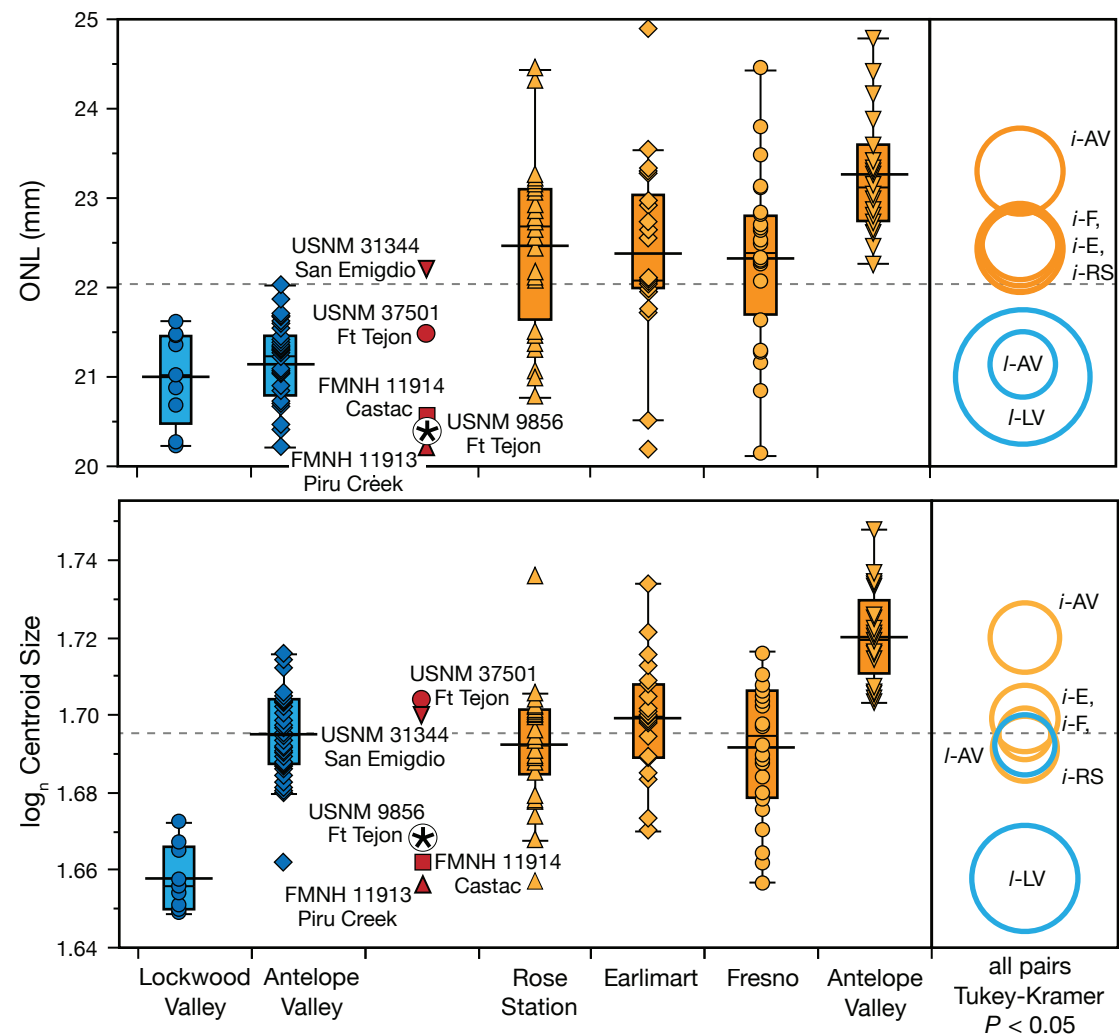 25
24
23
22
21
20
ONL (mm)
USNM 31344
San Emigdio
USNM 37501
Ft Tejon
FMNH 11914
Castac
USNM 9856
Ft Tejon
FMNH 11913
Piru Creek
i-AV
i-F,
i-E,
i-RS
l-AV
l-LV
1.74
1.72
1.70
1.68
1.66
1.64
logn Centroid Size
USNM 37501
Ft Tejon
USNM 31344
San Emigdio
USNM 9856
Ft Tejon
FMNH 11914
Castac
FMNH 11913
Piru Creek
i-AV
i-E,
i-F,
l-AV
i-RS
l-LV
Lockwood
Valley
Antelope
Valley
Rose
Station
Earlimart
Fresno
Antelope
Valley
all pairs
Tukey-Kramer
P < 0.05